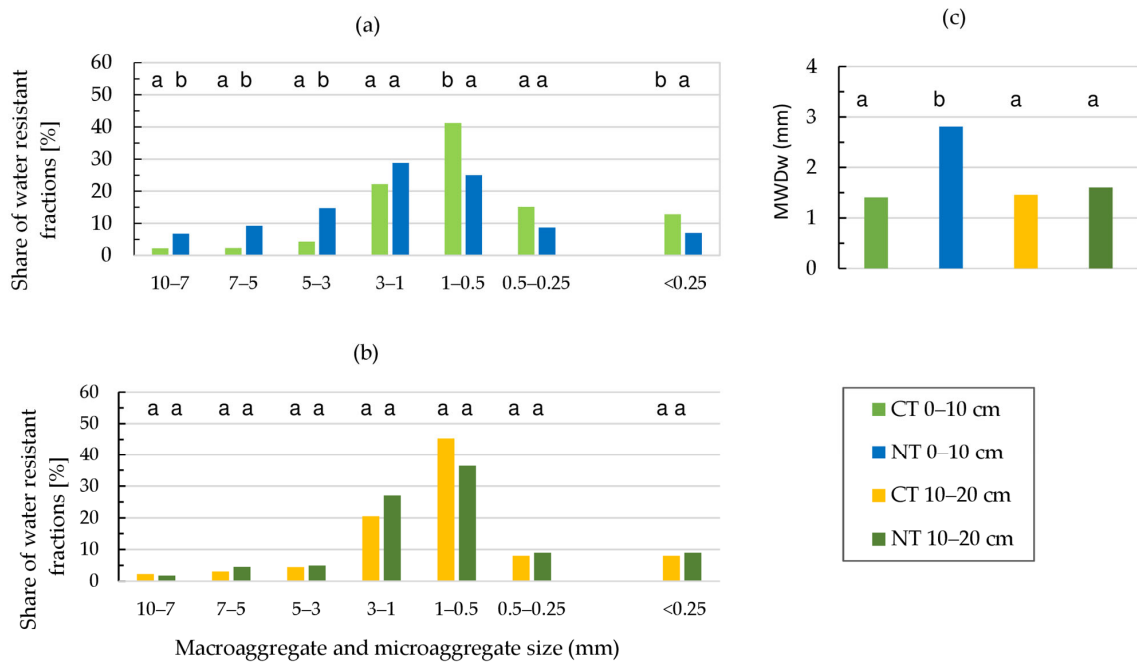 (a)
Share of water resistant
fractions [%]
60
50
40
30
20
10
0
a b a b a b a a b a a a b a
10–7 7–5 5–3 3–1 1–0.5 0.5–0.25 <0.25
(b)
Share of water resistant
fractions [%]
60
50
40
30
20
10
0
a a a a a a a a a a a a a a
10–7 7–5 5–3 3–1 1–0.5 0.5–0.25 <0.25
Macroaggregate and microaggregate size (mm)
(c)
MWDw (mm)
4
3
2
1
0
a b a a
CT 0–10 cm
NT 0–10 cm
CT 10–20 cm
NT 10–20 cm